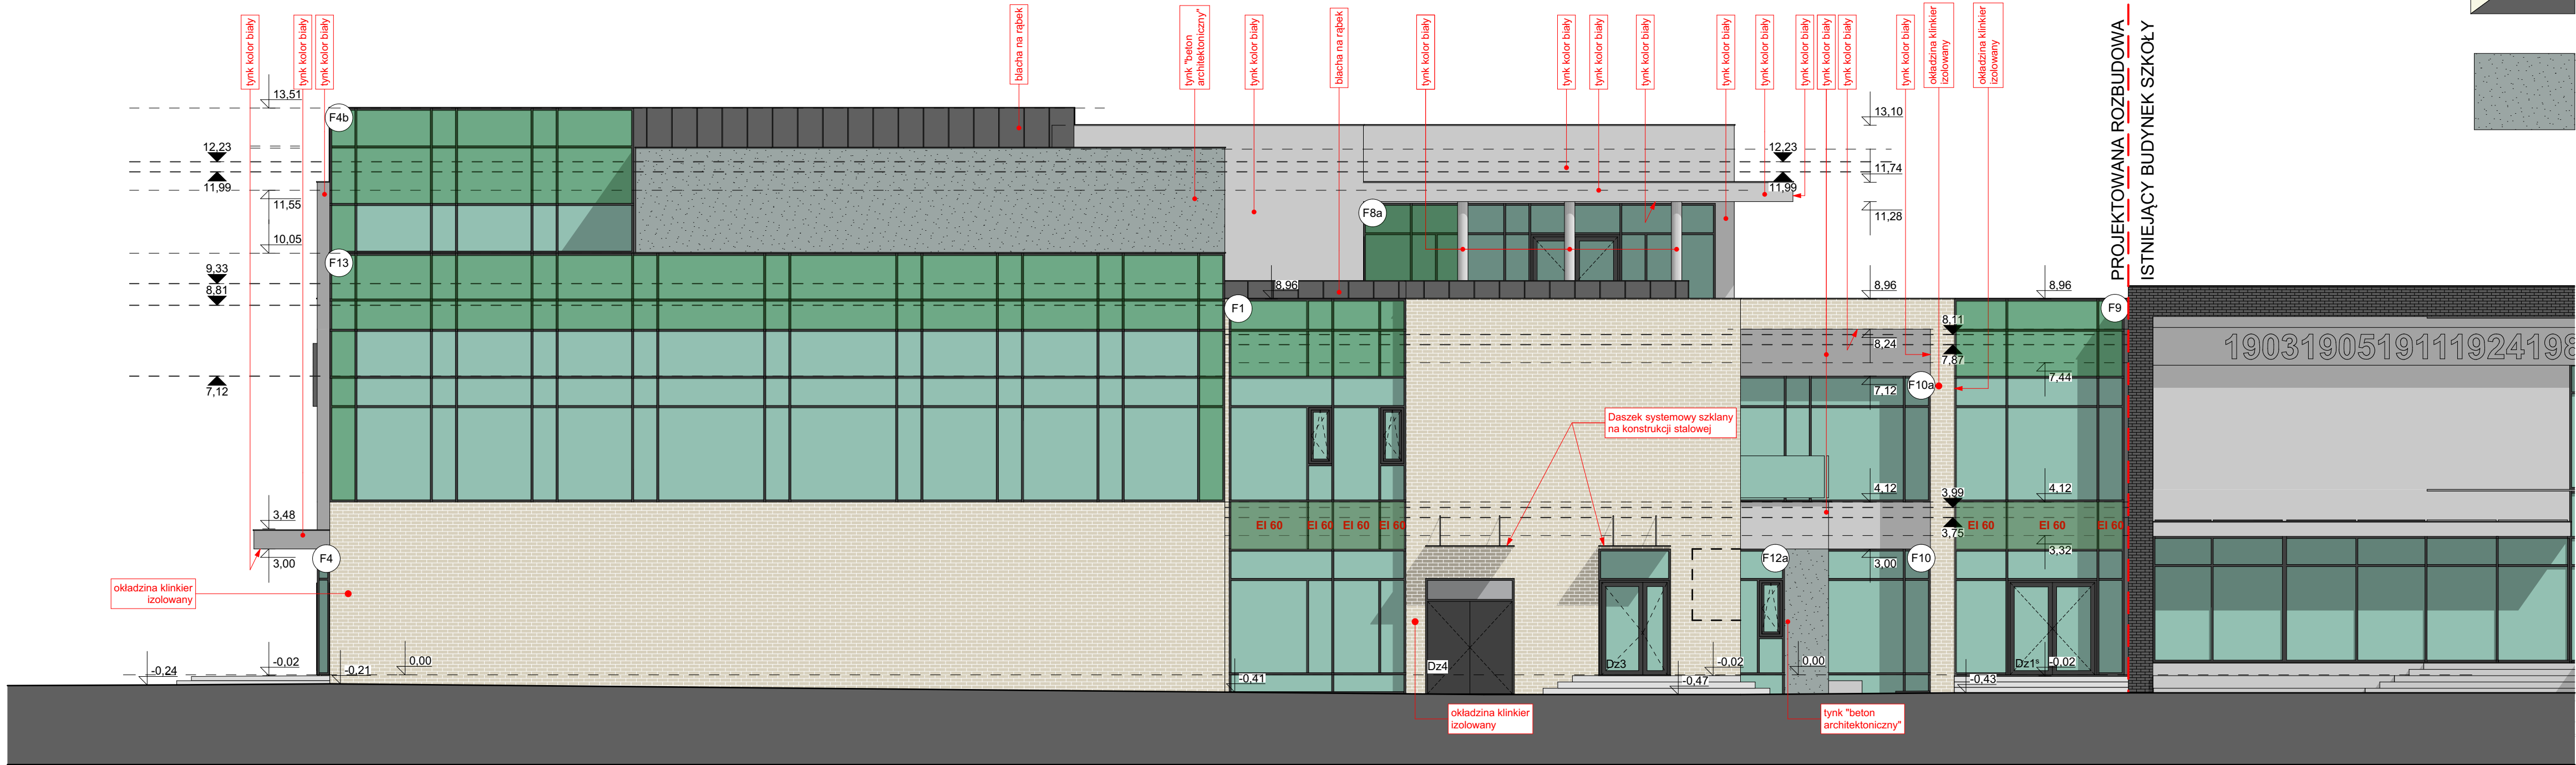 tynk kolor biały
tynk kolor biały
tynk kolor biały
blacha na rąbek
tynk "beton
architektoniczny"
tynk kolor biały
blacha na rąbek
tynk kolor biały
tynk kolor biały
tynk kolor biały
tynk kolor biały
tynk kolor biały
tynk kolor biały
tynk kolor biały
tynk kolor biały
tynk kolor biały
tynk kolor biały
okładzina klinkier
izolowany
okładzina klinkier
izolowany
PROJEKTOWANA ROZBUDOWA
ISTNIEJĄCY BUDYNEK SZKOŁY
13,51
F4b
13,10
12,23
11,99
11,55
10,05
12,23
11,99
11,74
11,28
F8a
F13
9,33
8,81
7,12
8,96
F1
8,96
8,96
F9
8,11
8,24
7,87
7,44
7,12
F10a
1903190519111924198
Daszek systemowy szklany
na konstrukcji stalowej
4,12
3,99
4,12
3,48
3,00
F4
EI 60
EI 60
EI 60
EI 60
3,75
EI 60
EI 60
EI 60
F12a
3,00
F10
3,32
okładzina klinkier
izolowany
-0,24
-0,02
-0,21
0,00
-0,41
Dz4
Dz3
-0,02
-0,47
0,00
-0,43
Dz1ˢ
-0,02
okładzina klinkier
izolowany
tynk "beton
architektoniczny"